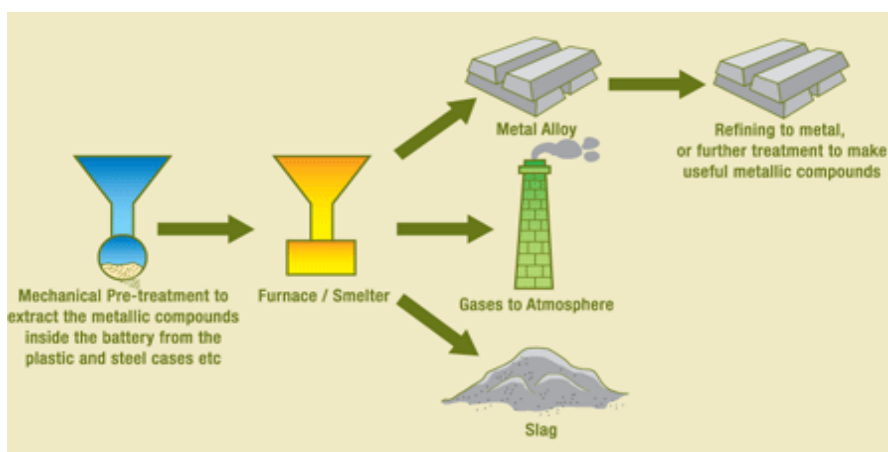 Mechanical Pre-treatment to
extract the metallic compounds
inside the battery from the
plastic and steel cases etc
Furnace / Smelter
Metal Alloy
Refining to metal,
or further treatment to make
useful metallic compounds
Gases to Atmosphere
Slag